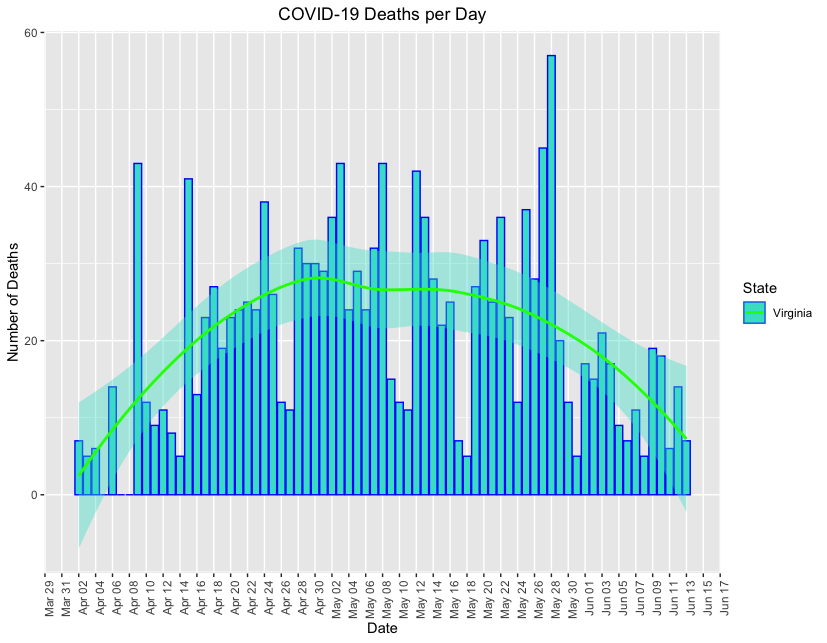 COVID-19 Deaths per Day
60
40
20
0
Number of Deaths
Mar 29
Mar 31
Apr 02
Apr 04
Apr 06
Apr 08
Apr 10
Apr 12
Apr 14
Apr 16
Apr 18
Apr 20
Apr 22
Apr 24
Apr 26
Apr 28
Apr 30
May 02
May 04
May 06
May 08
May 10
May 12
May 14
May 16
May 18
May 20
May 22
May 24
May 26
May 28
May 30
Jun 01
Jun 03
Jun 05
Jun 07
Jun 09
Jun 11
Jun 13
Jun 15
Jun 17
Date
State
Virginia